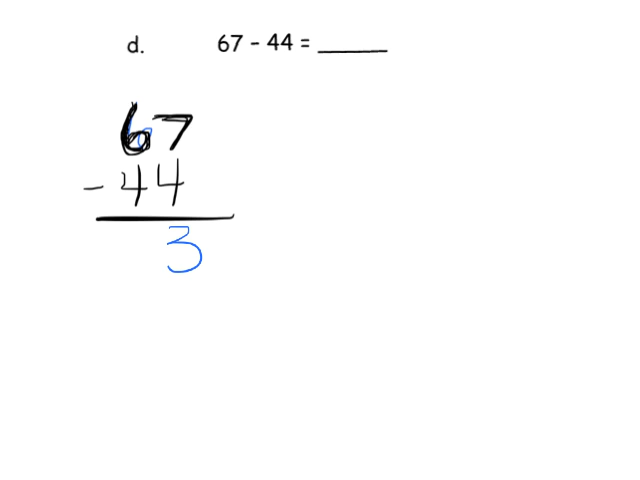 d. 67 - 44 = ______
67
- 44
3